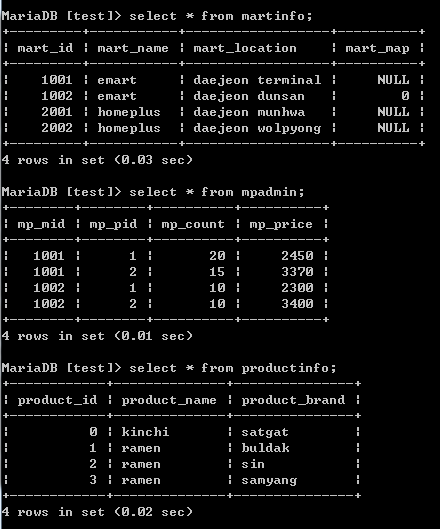 MariaDB [test]> select * from martinfo;
+---------+-----------+------------------+----------+
| mart_id | mart_name | mart_location    | mart_map |
+---------+-----------+------------------+----------+
|    1001 | emart     | daejeon terminal |     NULL |
|    1002 | emart     | daejeon dunsan   |        0 |
|    2001 | homeplus  | daejeon munhwa   |     NULL |
|    2002 | homeplus  | daejeon wolpyong |     NULL |
+---------+-----------+------------------+----------+
4 rows in set (0.03 sec)
MariaDB [test]> select * from mpadmin;
+--------+--------+----------+----------+
| mp_mid | mp_pid | mp_count | mp_price |
+--------+--------+----------+----------+
|   1001 |      1 |       20 |     2450 |
|   1001 |      2 |       15 |     3370 |
|   1002 |      1 |       10 |     2300 |
|   1002 |      2 |       10 |     3400 |
+--------+--------+----------+----------+
4 rows in set (0.01 sec)
MariaDB [test]> select * from productinfo;
+------------+--------------+---------------+
| product_id | product_name | product_brand |
+------------+--------------+---------------+
|          0 | kinchi       | satgat        |
|          1 | ramen        | buldak        |
|          2 | ramen        | sin           |
|          3 | ramen        | samyang       |
+------------+--------------+---------------+
4 rows in set (0.02 sec)